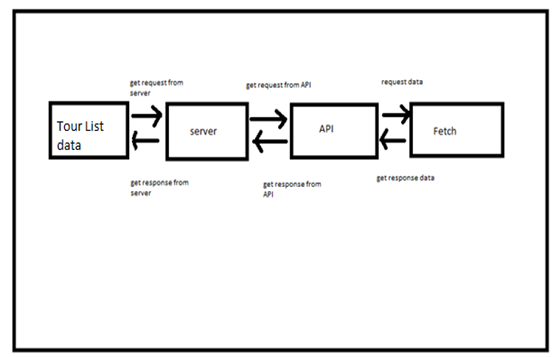 get request from
server
get request from API
request data
Tour List
data
server
API
Fetch
get response from
server
get response from
API
get response data